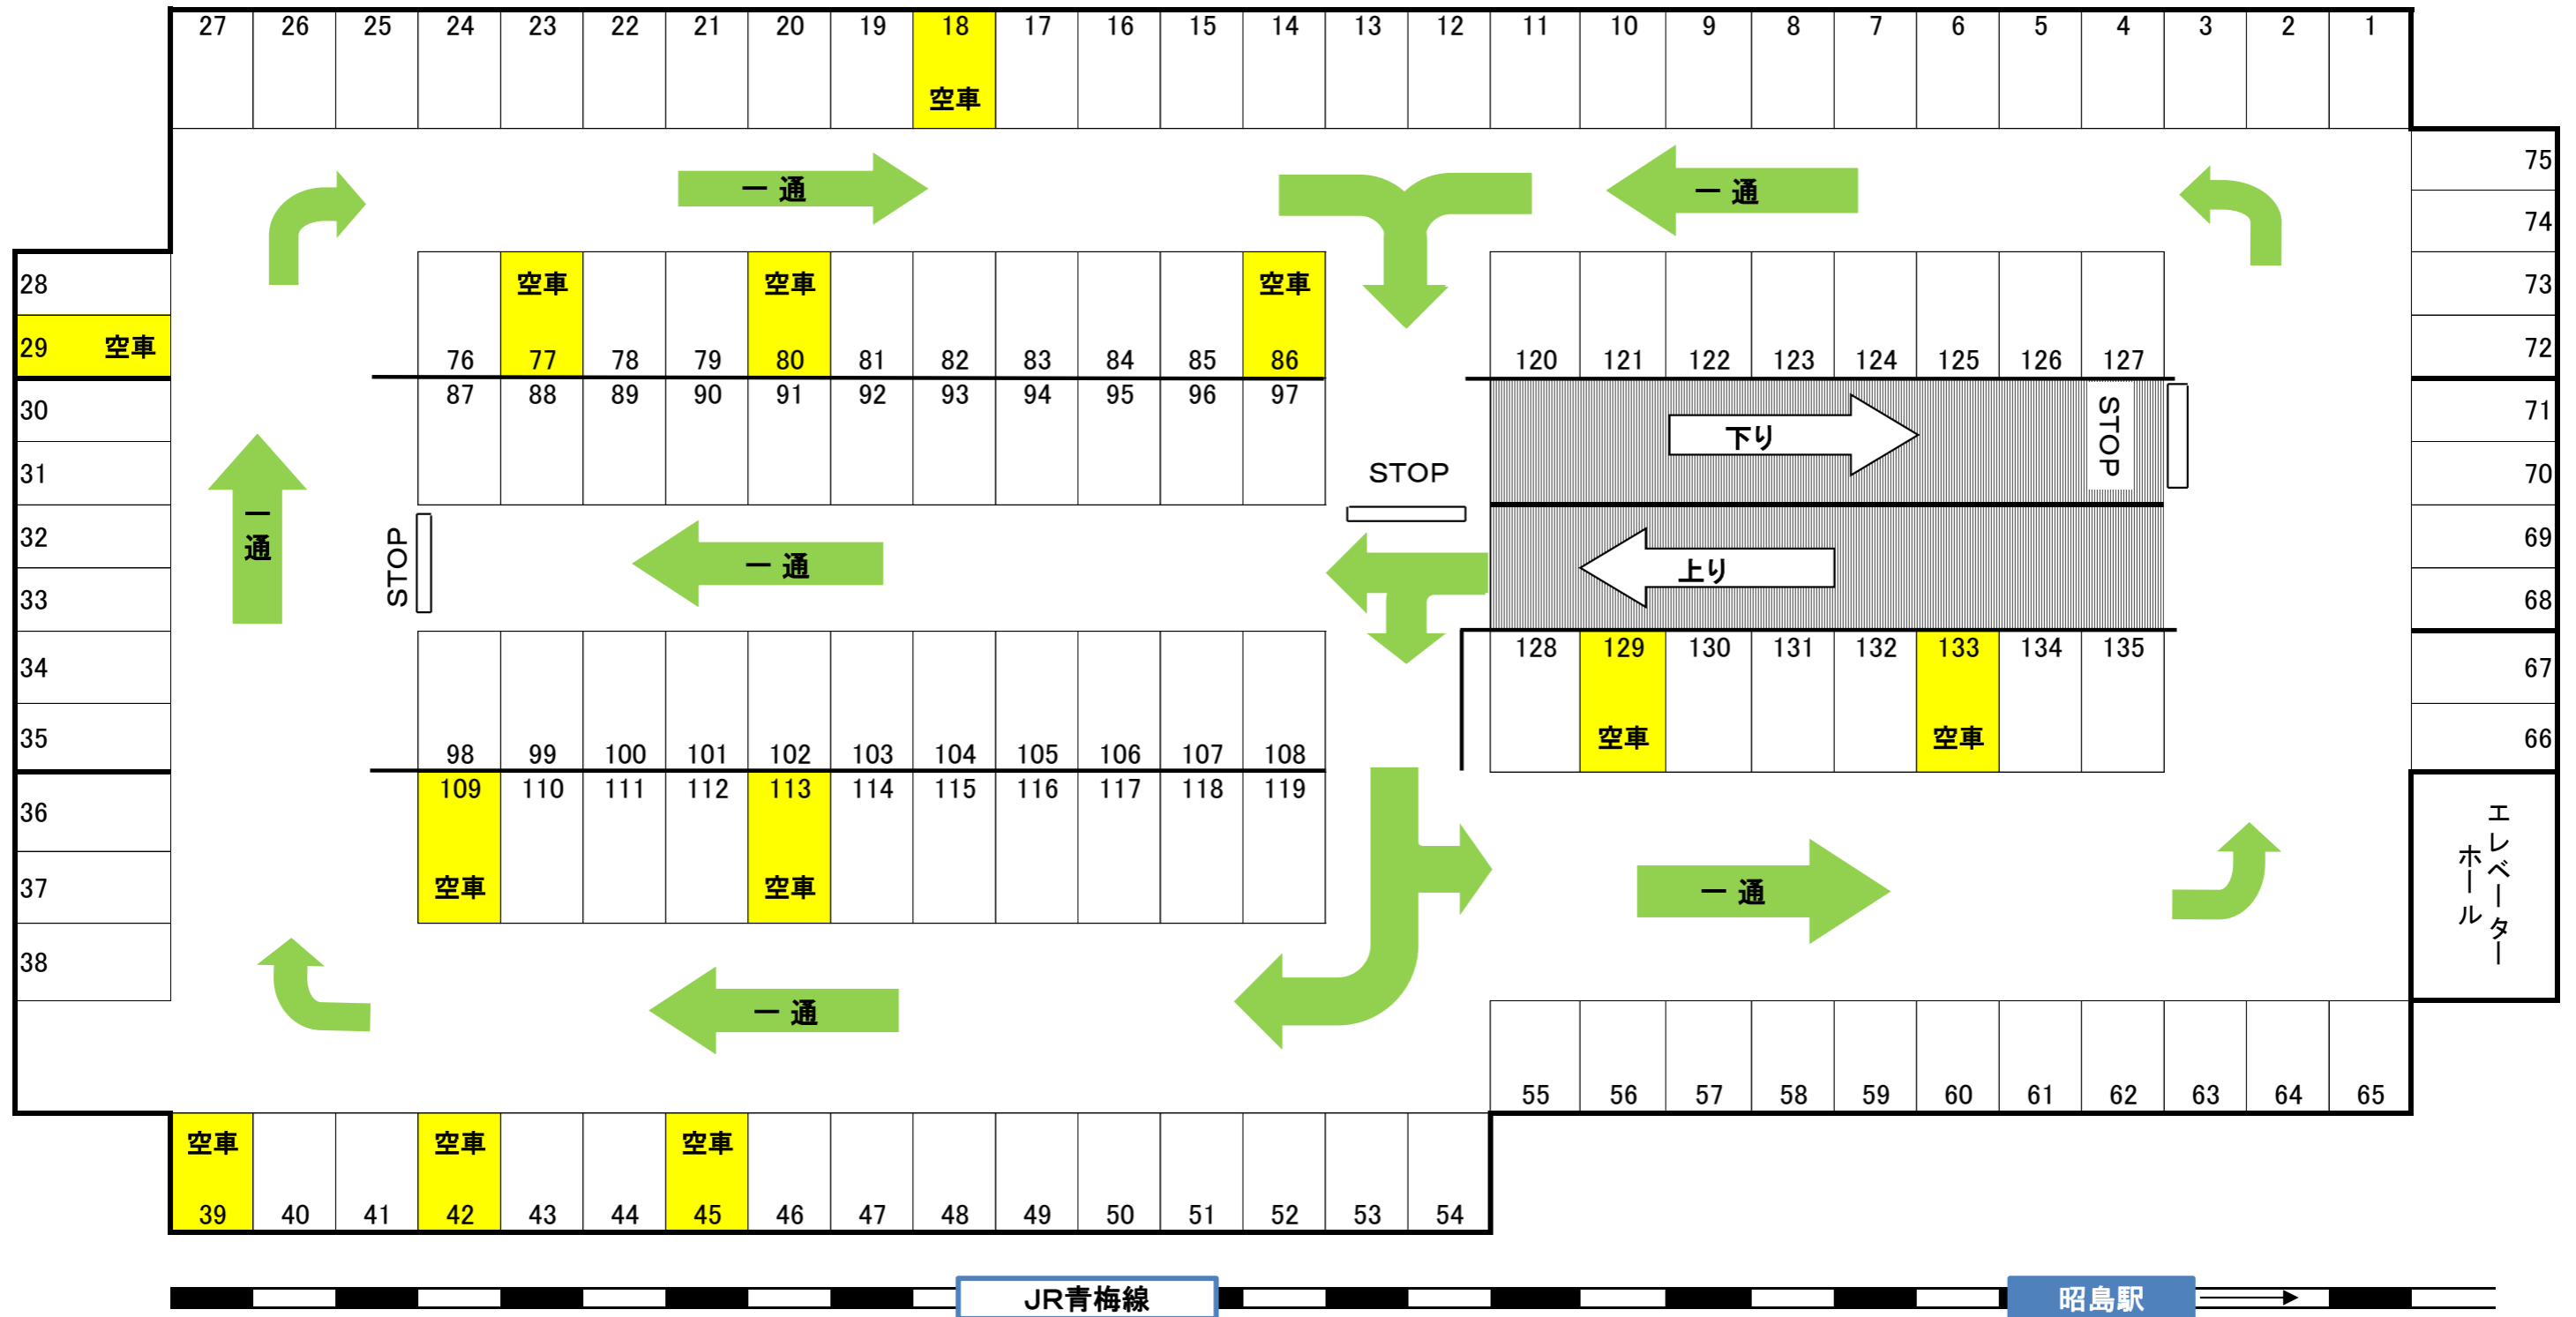 27 26 25 24 23 22 21 20 19 18 17 16 15 14 13 12 11 10 9 8 7 6 5 4 3 2 1
空車
75
一 通 一 通
74
28 空車 空車 空車 73
29 空車 72
76 77 78 79 80 81 82 83 84 85 86 120 121 122 123 124 125 126 127
87 88 89 90 91 92 93 94 95 96 97
30 71
下り
STOP
31 STOP 70
一通
32 69
STOP
一 通
上り
33 68
128 129 130 131 132 133 134 135
34 67
35 空車 空車 66
98 99 100 101 102 103 104 105 106 107 108
109 110 111 112 113 114 115 116 117 118 119
36
エレベーター
ホール
37 空車 空車 一 通
38
一 通
55 56 57 58 59 60 61 62 63 64 65
空車 空車 空車
39 40 41 42 43 44 45 46 47 48 49 50 51 52 53 54
JR青梅線 昭島駅